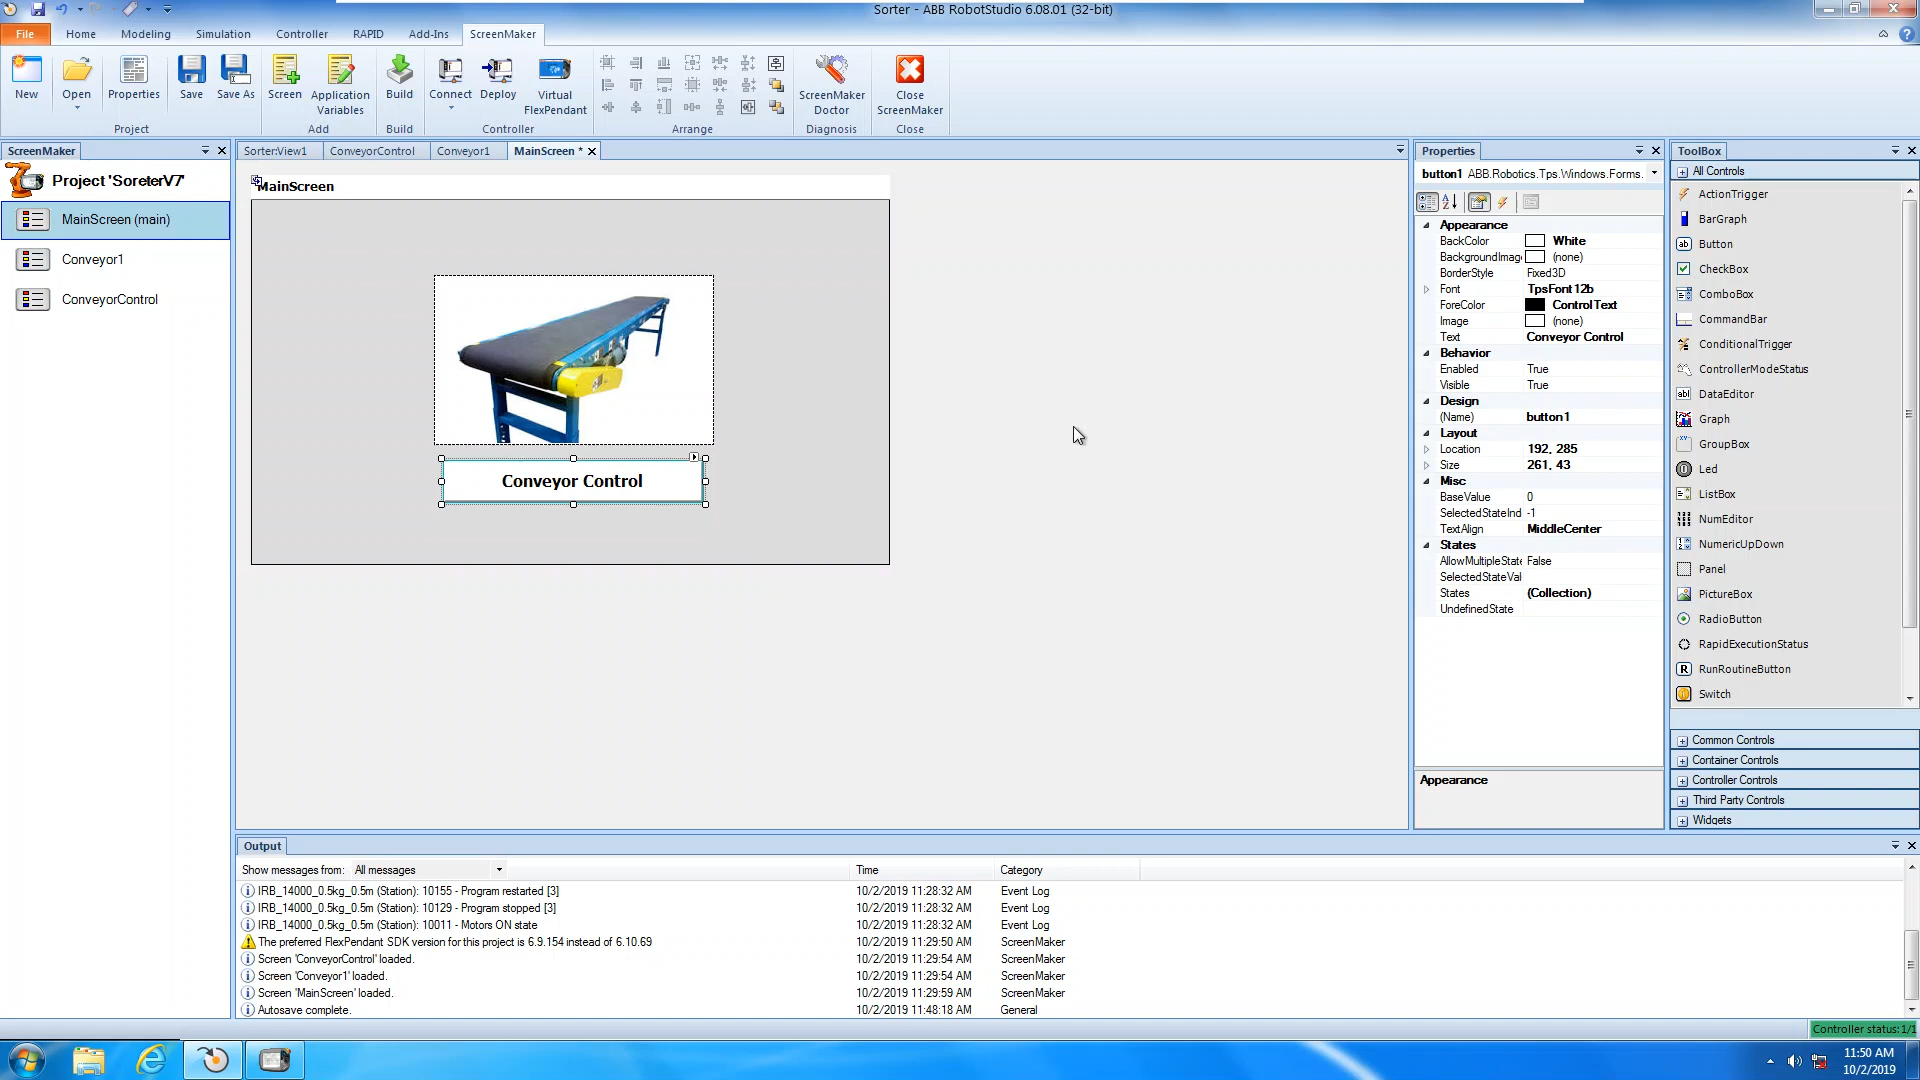 Sorter - ABB RobotStudio 6.08.01 (32-bit)
File Home Modeling Simulation Controller RAPID Add-Ins ScreenMaker
New Open Properties Save Save As Screen Application Variables Build Connect Deploy Virtual FlexPendant ScreenMaker Doctor Close ScreenMaker
Project Add Build Controller Arrange Diagnosis Close
ScreenMaker
Project 'SoreterV7'
MainScreen (main)
Conveyor1
ConveyorControl
Sorter:View1 ConveyorControl Conveyor1 MainScreen *
MainScreen
Conveyor Control
Properties
button1 ABB.Robotics.Tps.Windows.Forms.
Appearance
BackColor White
BackgroundImag (none)
BorderStyle Fixed3D
Font TpsFont12b
ForeColor ControlText
Image (none)
Text Conveyor Control
Behavior
Enabled True
Visible True
Design
(Name) button1
Layout
Location 192, 285
Size 261, 43
Misc
BaseValue 0
SelectedStateInd -1
TextAlign MiddleCenter
States
AllowMultipleState False
SelectedStateVal
States (Collection)
UndefinedState
Appearance
ToolBox
All Controls
ActionTrigger
BarGraph
Button
CheckBox
ComboBox
CommandBar
ConditionalTrigger
ControllerModeStatus
DataEditor
Graph
GroupBox
Led
ListBox
NumEditor
NumericUpDown
Panel
PictureBox
RadioButton
RapidExecutionStatus
RunRoutineButton
Switch
Common Controls
Container Controls
Controller Controls
Third Party Controls
Widgets
Output
Show messages from: All messages Time Category
IRB_14000_0.5kg_0.5m (Station): 10155 - Program restarted [3] 10/2/2019 11:28:32 AM Event Log
IRB_14000_0.5kg_0.5m (Station): 10129 - Program stopped [3] 10/2/2019 11:28:32 AM Event Log
IRB_14000_0.5kg_0.5m (Station): 10011 - Motors ON state 10/2/2019 11:28:32 AM Event Log
The preferred FlexPendant SDK version for this project is 6.9.154 instead of 6.10.69 10/2/2019 11:29:50 AM ScreenMaker
Screen 'ConveyorControl' loaded. 10/2/2019 11:29:54 AM ScreenMaker
Screen 'Conveyor1' loaded. 10/2/2019 11:29:54 AM ScreenMaker
Screen 'MainScreen' loaded. 10/2/2019 11:29:59 AM ScreenMaker
Autosave complete. 10/2/2019 11:48:18 AM General
Controller status: 1/1
11:50 AM
10/2/2019